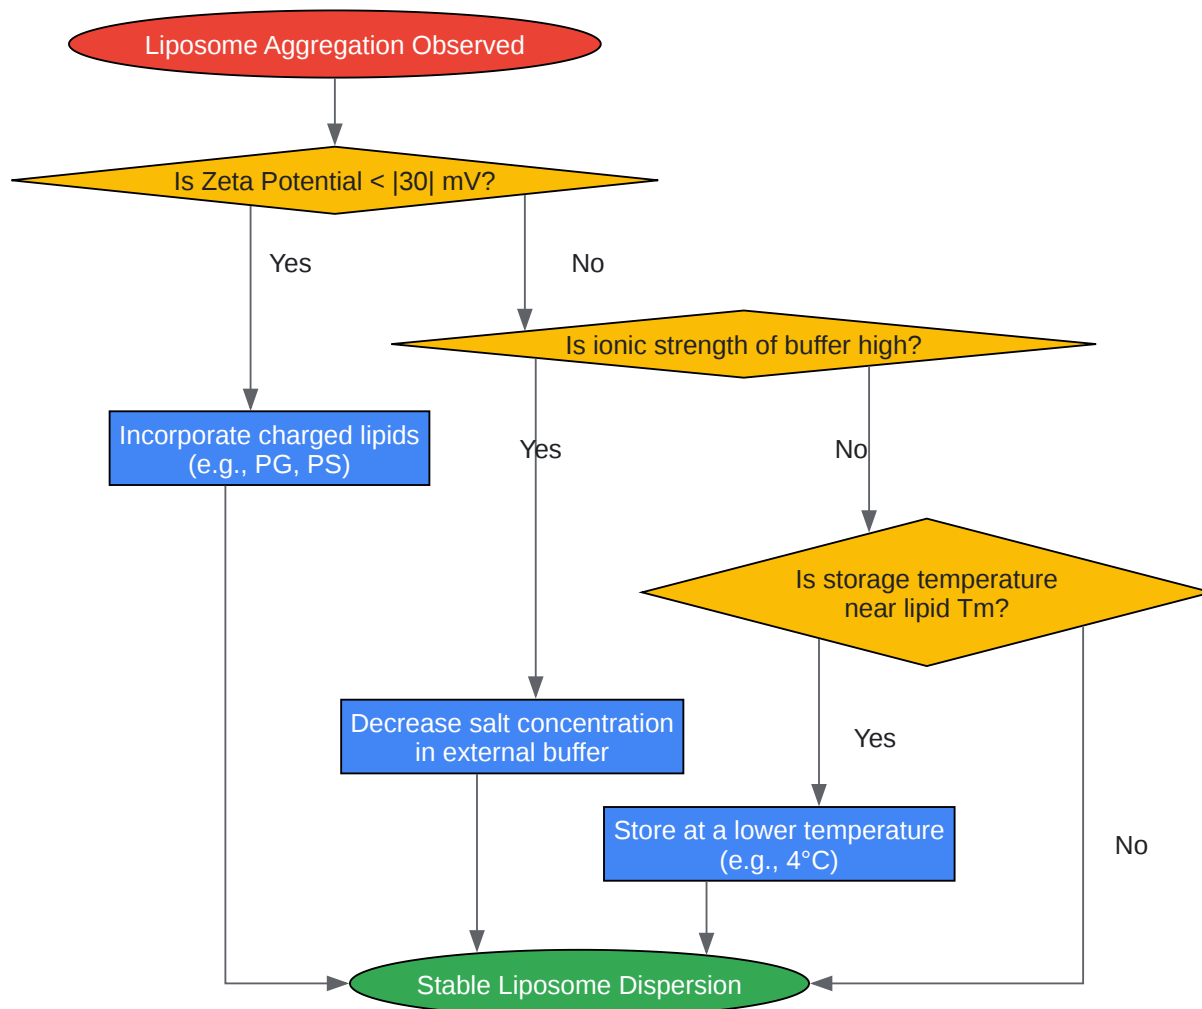 Liposome Aggregation Observed
Is Zeta Potential < |30| mV?
Yes
No
Is ionic strength of buffer high?
Incorporate charged lipids
(e.g., PG, PS)
Yes
No
Is storage temperature
near lipid Tm?
Decrease salt concentration
in external buffer
Yes
Store at a lower temperature
(e.g., 4°C)
No
Stable Liposome Dispersion